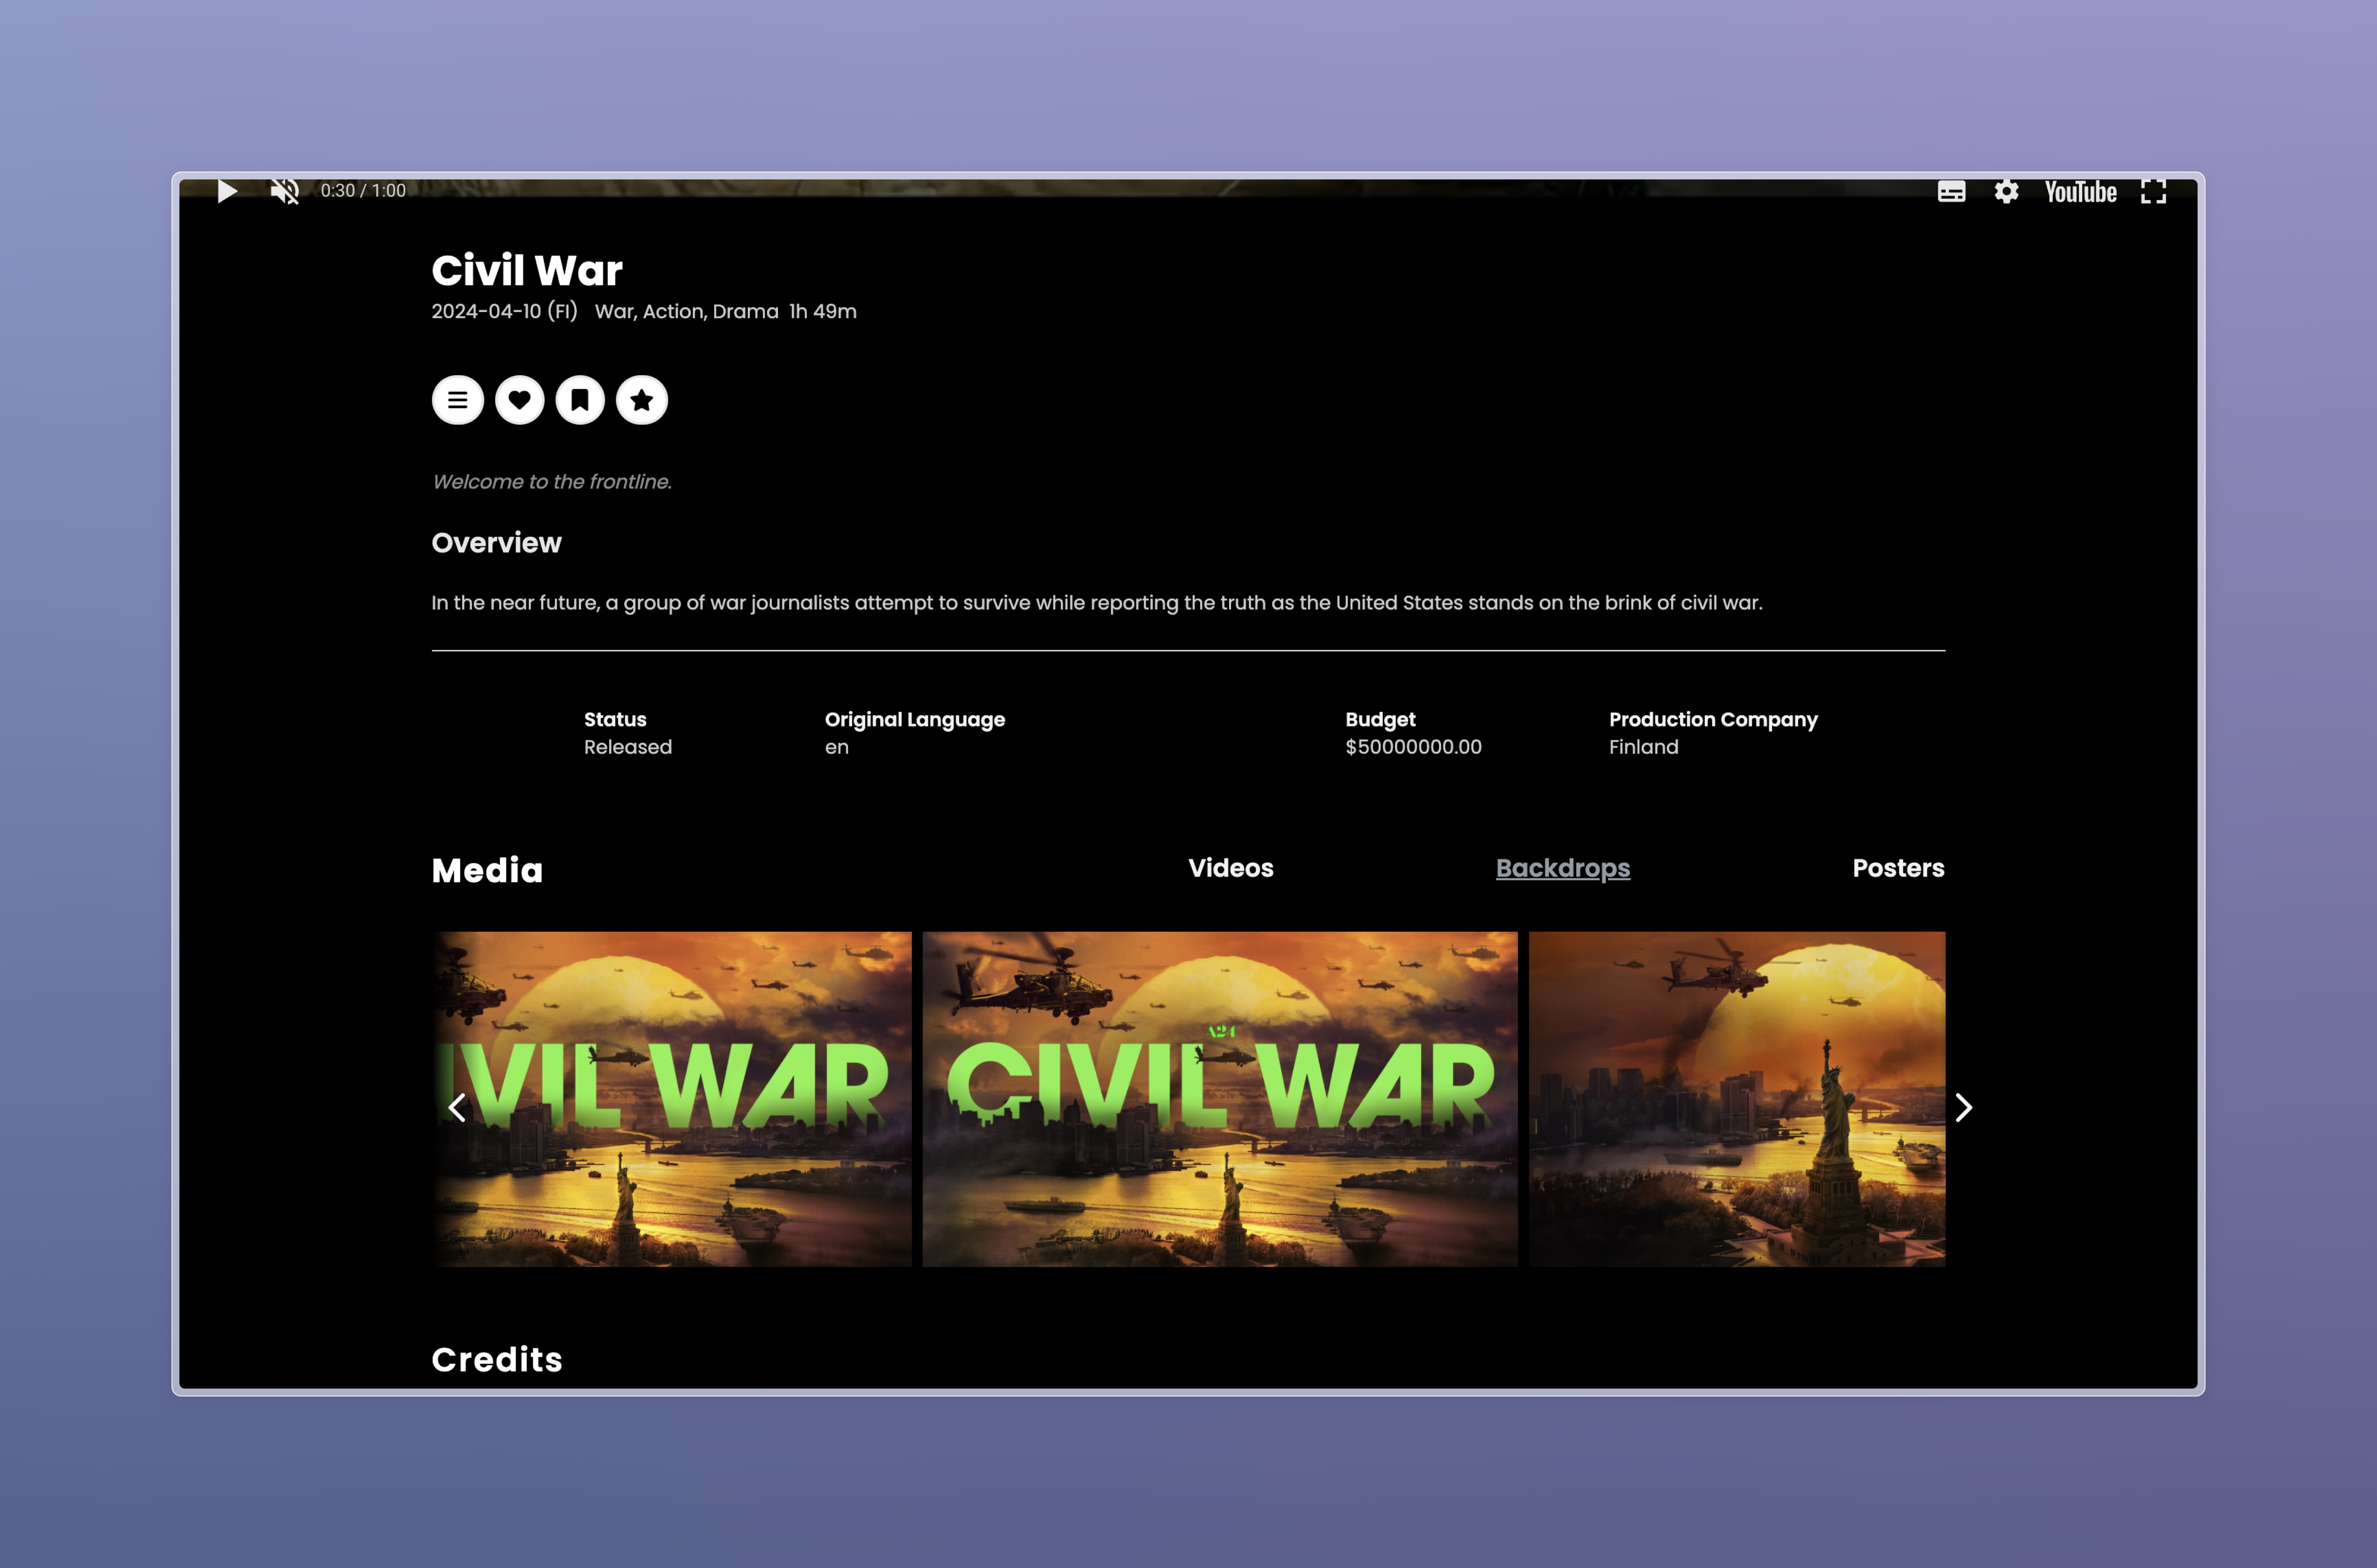 0:30 / 1:00
YouTube
Civil War
2024-04-10 (FI) War, Action, Drama 1h 49m
Welcome to the frontline.
Overview
In the near future, a group of war journalists attempt to survive while reporting the truth as the United States stands on the brink of civil war.
Status
Released
Original Language
en
Budget
$50000000.00
Production Company
Finland
Media
Videos
Backdrops
Posters
IVIL WAR
A24
CIVIL WAR
Credits